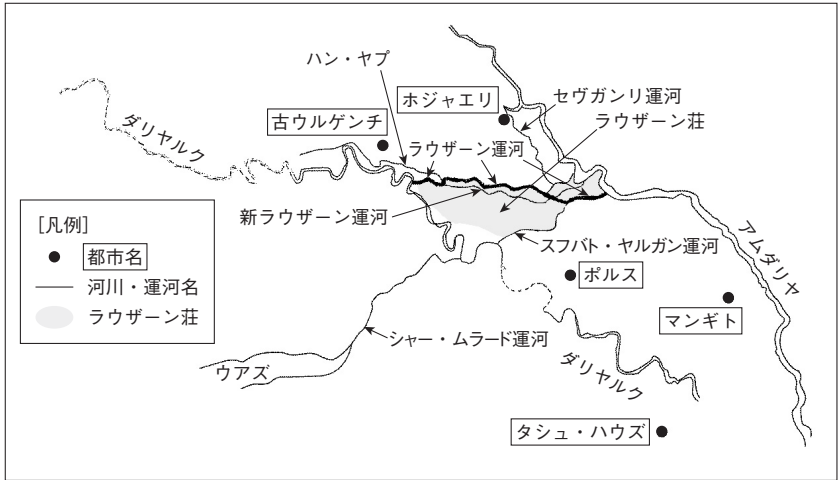 ハン・ヤプ
ホジャエリ
セヴガンリ運河
古ウルゲンチ
ラウザーン荘
ダリヤルク
ラウザーン運河
新ラウザーン運河
スフバト・ヤルガン運河
アムダリヤ
[凡例]
都市名
河川・運河名
ラウザーン荘
ポルス
マンギト
シャー・ムラード運河
ウアズ
ダリヤルク
タシュ・ハウズ